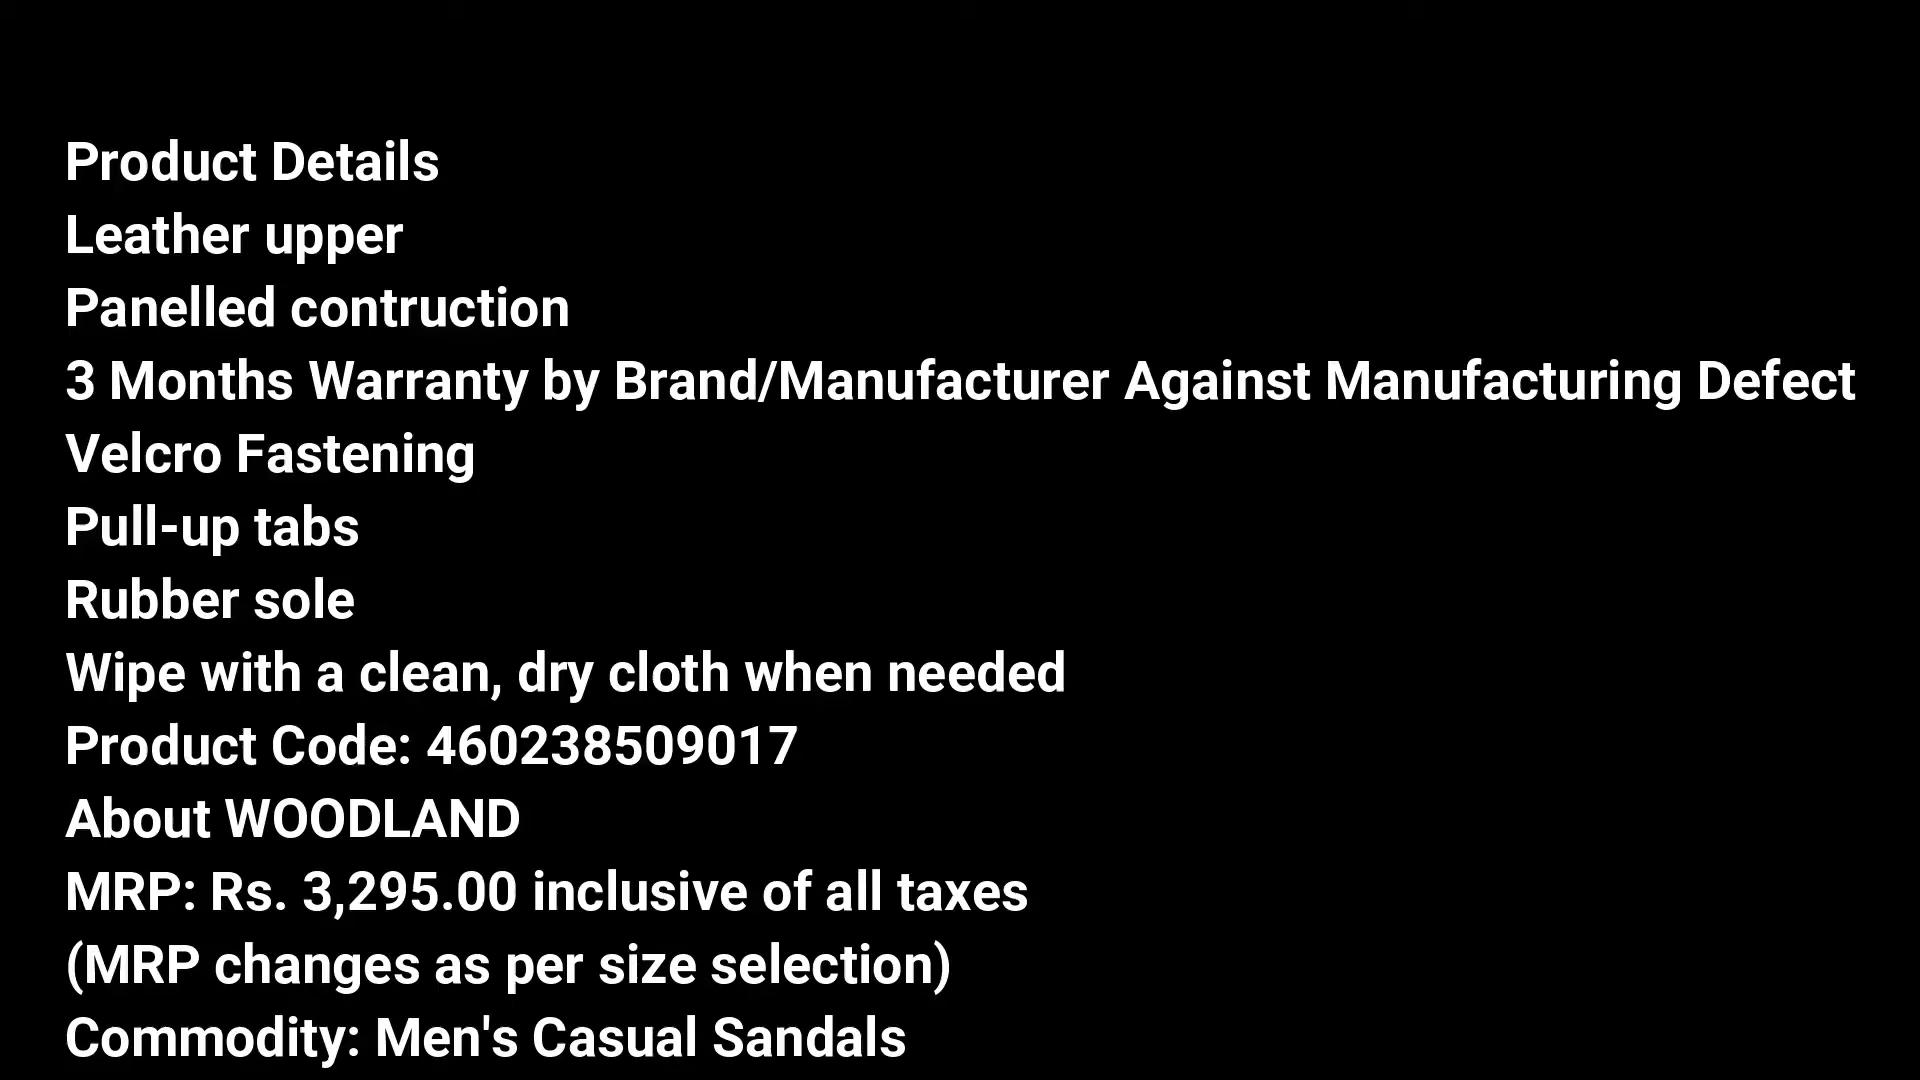 Product Details
Leather upper
Panelled contruction
3 Months Warranty by Brand/Manufacturer Against Manufacturing Defect
Velcro Fastening
Pull-up tabs
Rubber sole
Wipe with a clean, dry cloth when needed
Product Code: 460238509017
About WOODLAND
MRP: Rs. 3,295.00 inclusive of all taxes
(MRP changes as per size selection)
Commodity: Men's Casual Sandals